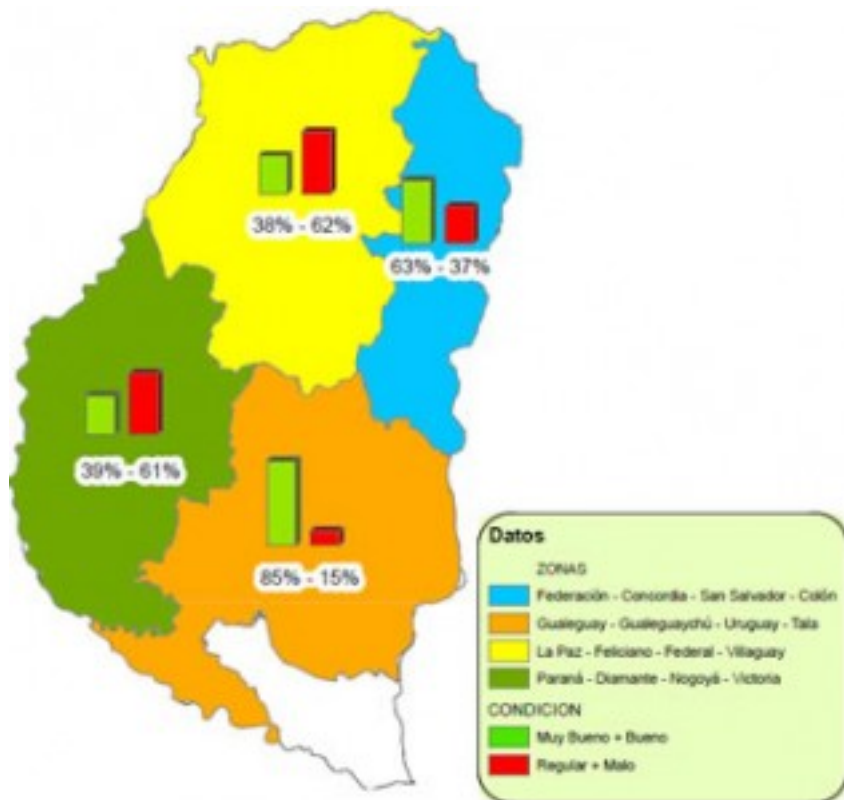 38% - 62%
63% - 37%
39% - 61%
85% - 15%
Datos
ZONAS
Federación - Concordia - San Salvador - Colón
Gualeguay - Gualeguaychú - Uruguay - Tala
La Paz - Feliciano - Federal - Villaguay
Paraná - Diamante - Nogoyá - Victoria
CONDICION
Muy Bueno + Bueno
Regular + Malo